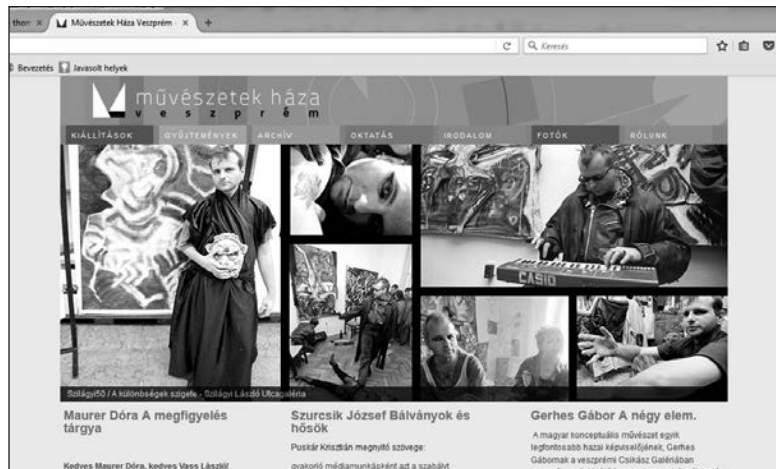 thom
Művészetek Háza Veszprém
Keresés
Bevezetés
Javasolt helyek
művészetek háza
veszprém
KIÁLLÍTÁSOK GYŰJTEMÉNYEK ARCHÍV OKTATÁS IRODALOM FOTÓK RÓLUNK
CASIO
Szilágyi50 / A különbségek szigete - Szilágyi László Utcagaléria
Maurer Dóra A megfigyelés
tárgya
Kedves Maurer Dóra, kedves Vass László!
Szurcsik József Bálványok és
hősök
Puskár Krisztián megnyitó szövege:
gyakorló médiamunkásként azt a szabályt
Gerhes Gábor A négy elem.
A magyar konceptuális művészet egyik
legfontosabb hazai képviselőjének, Gerhes
Gábornak a veszprémi Csikász Galériában